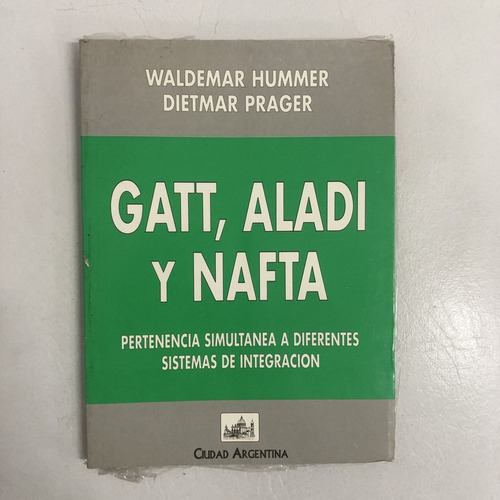 WALDEMAR HUMMER
DIETMAR PRAGER
GATT, ALADI
Y NAFTA
PERTENENCIA SIMULTANEA A DIFERENTES
SISTEMAS DE INTEGRACION
CIUDAD ARGENTINA